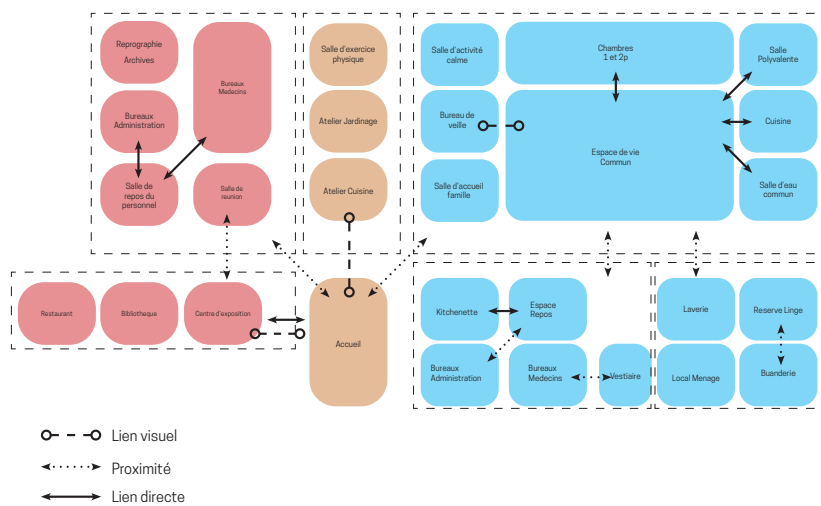 Reprographie
Archives
Bureaux
Medecins
Bureaux
Administration
Salle de
repos du
personnel
Salle de
reunion
Salle d'exercice
physique
Atelier Jardinage
Atelier Cuisine
Salle d'activité
calme
Chambres
1 et 2p
Salle
Polyvalente
Bureau de
veille
Espace de vie
Commun
Cuisine
Salle d'accueil
famille
Salle d'eau
commun
Restaurant
Bibliotheque
Centre d'exposition
Accueil
Kitchenette
Espace
Repos
Bureaux
Administration
Bureaux
Medecins
Vestiaire
Laverie
Reserve Linge
Local Menage
Buanderie
Lien visuel
Proximité
Lien directe